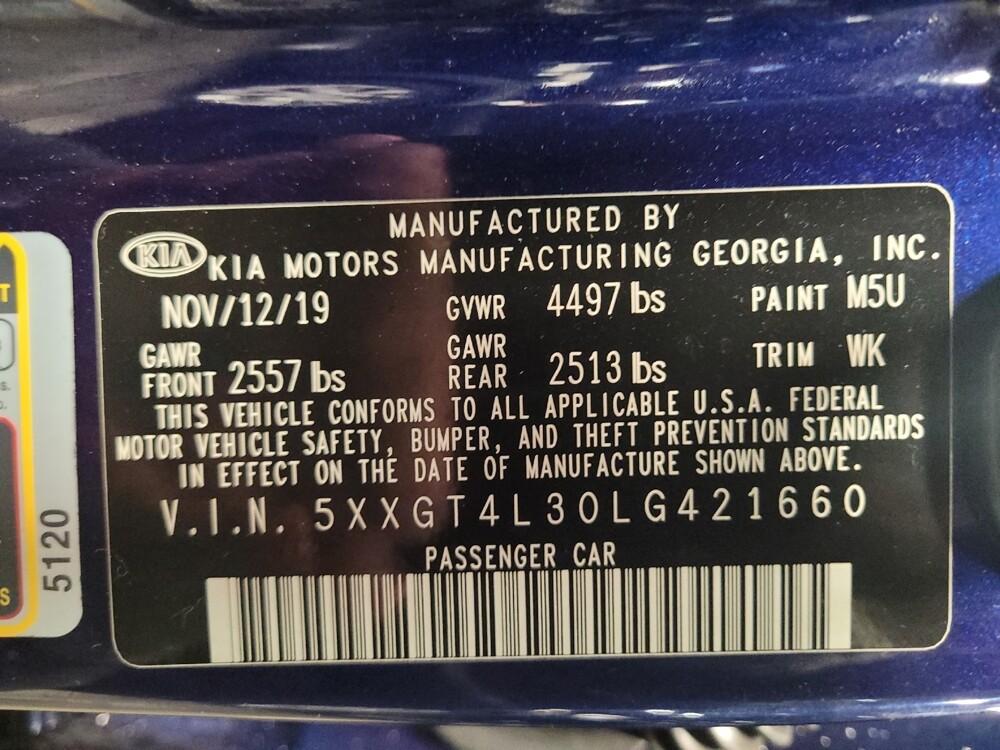 MANUFACTURED BY
KIA KIA MOTORS MANUFACTURING GEORGIA, INC.
NOV/12/19 GVWR 4497 lbs PAINT M5U
GAWR FRONT 2557 lbs GAWR REAR 2513 lbs TRIM WK
THIS VEHICLE CONFORMS TO ALL APPLICABLE U.S.A. FEDERAL
MOTOR VEHICLE SAFETY, BUMPER, AND THEFT PREVENTION STANDARDS
IN EFFECT ON THE DATE OF MANUFACTURE SHOWN ABOVE.
V.I.N. 5XXGT4L30LG421660
PASSENGER CAR
5120